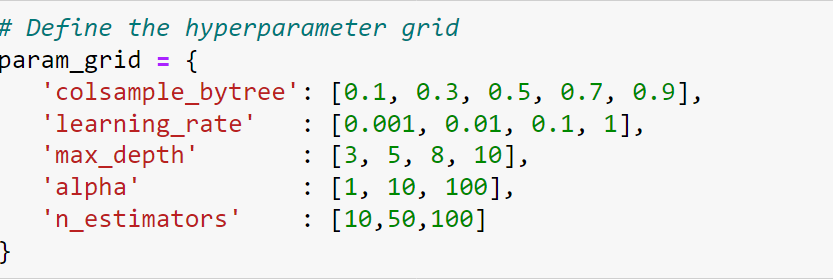 # Define the hyperparameter grid
param_grid = {
   'colsample_bytree': [0.1, 0.3, 0.5, 0.7, 0.9],
   'learning_rate'   : [0.001, 0.01, 0.1, 1],
   'max_depth'       : [3, 5, 8, 10],
   'alpha'           : [1, 10, 100],
   'n_estimators'    : [10,50,100]
}